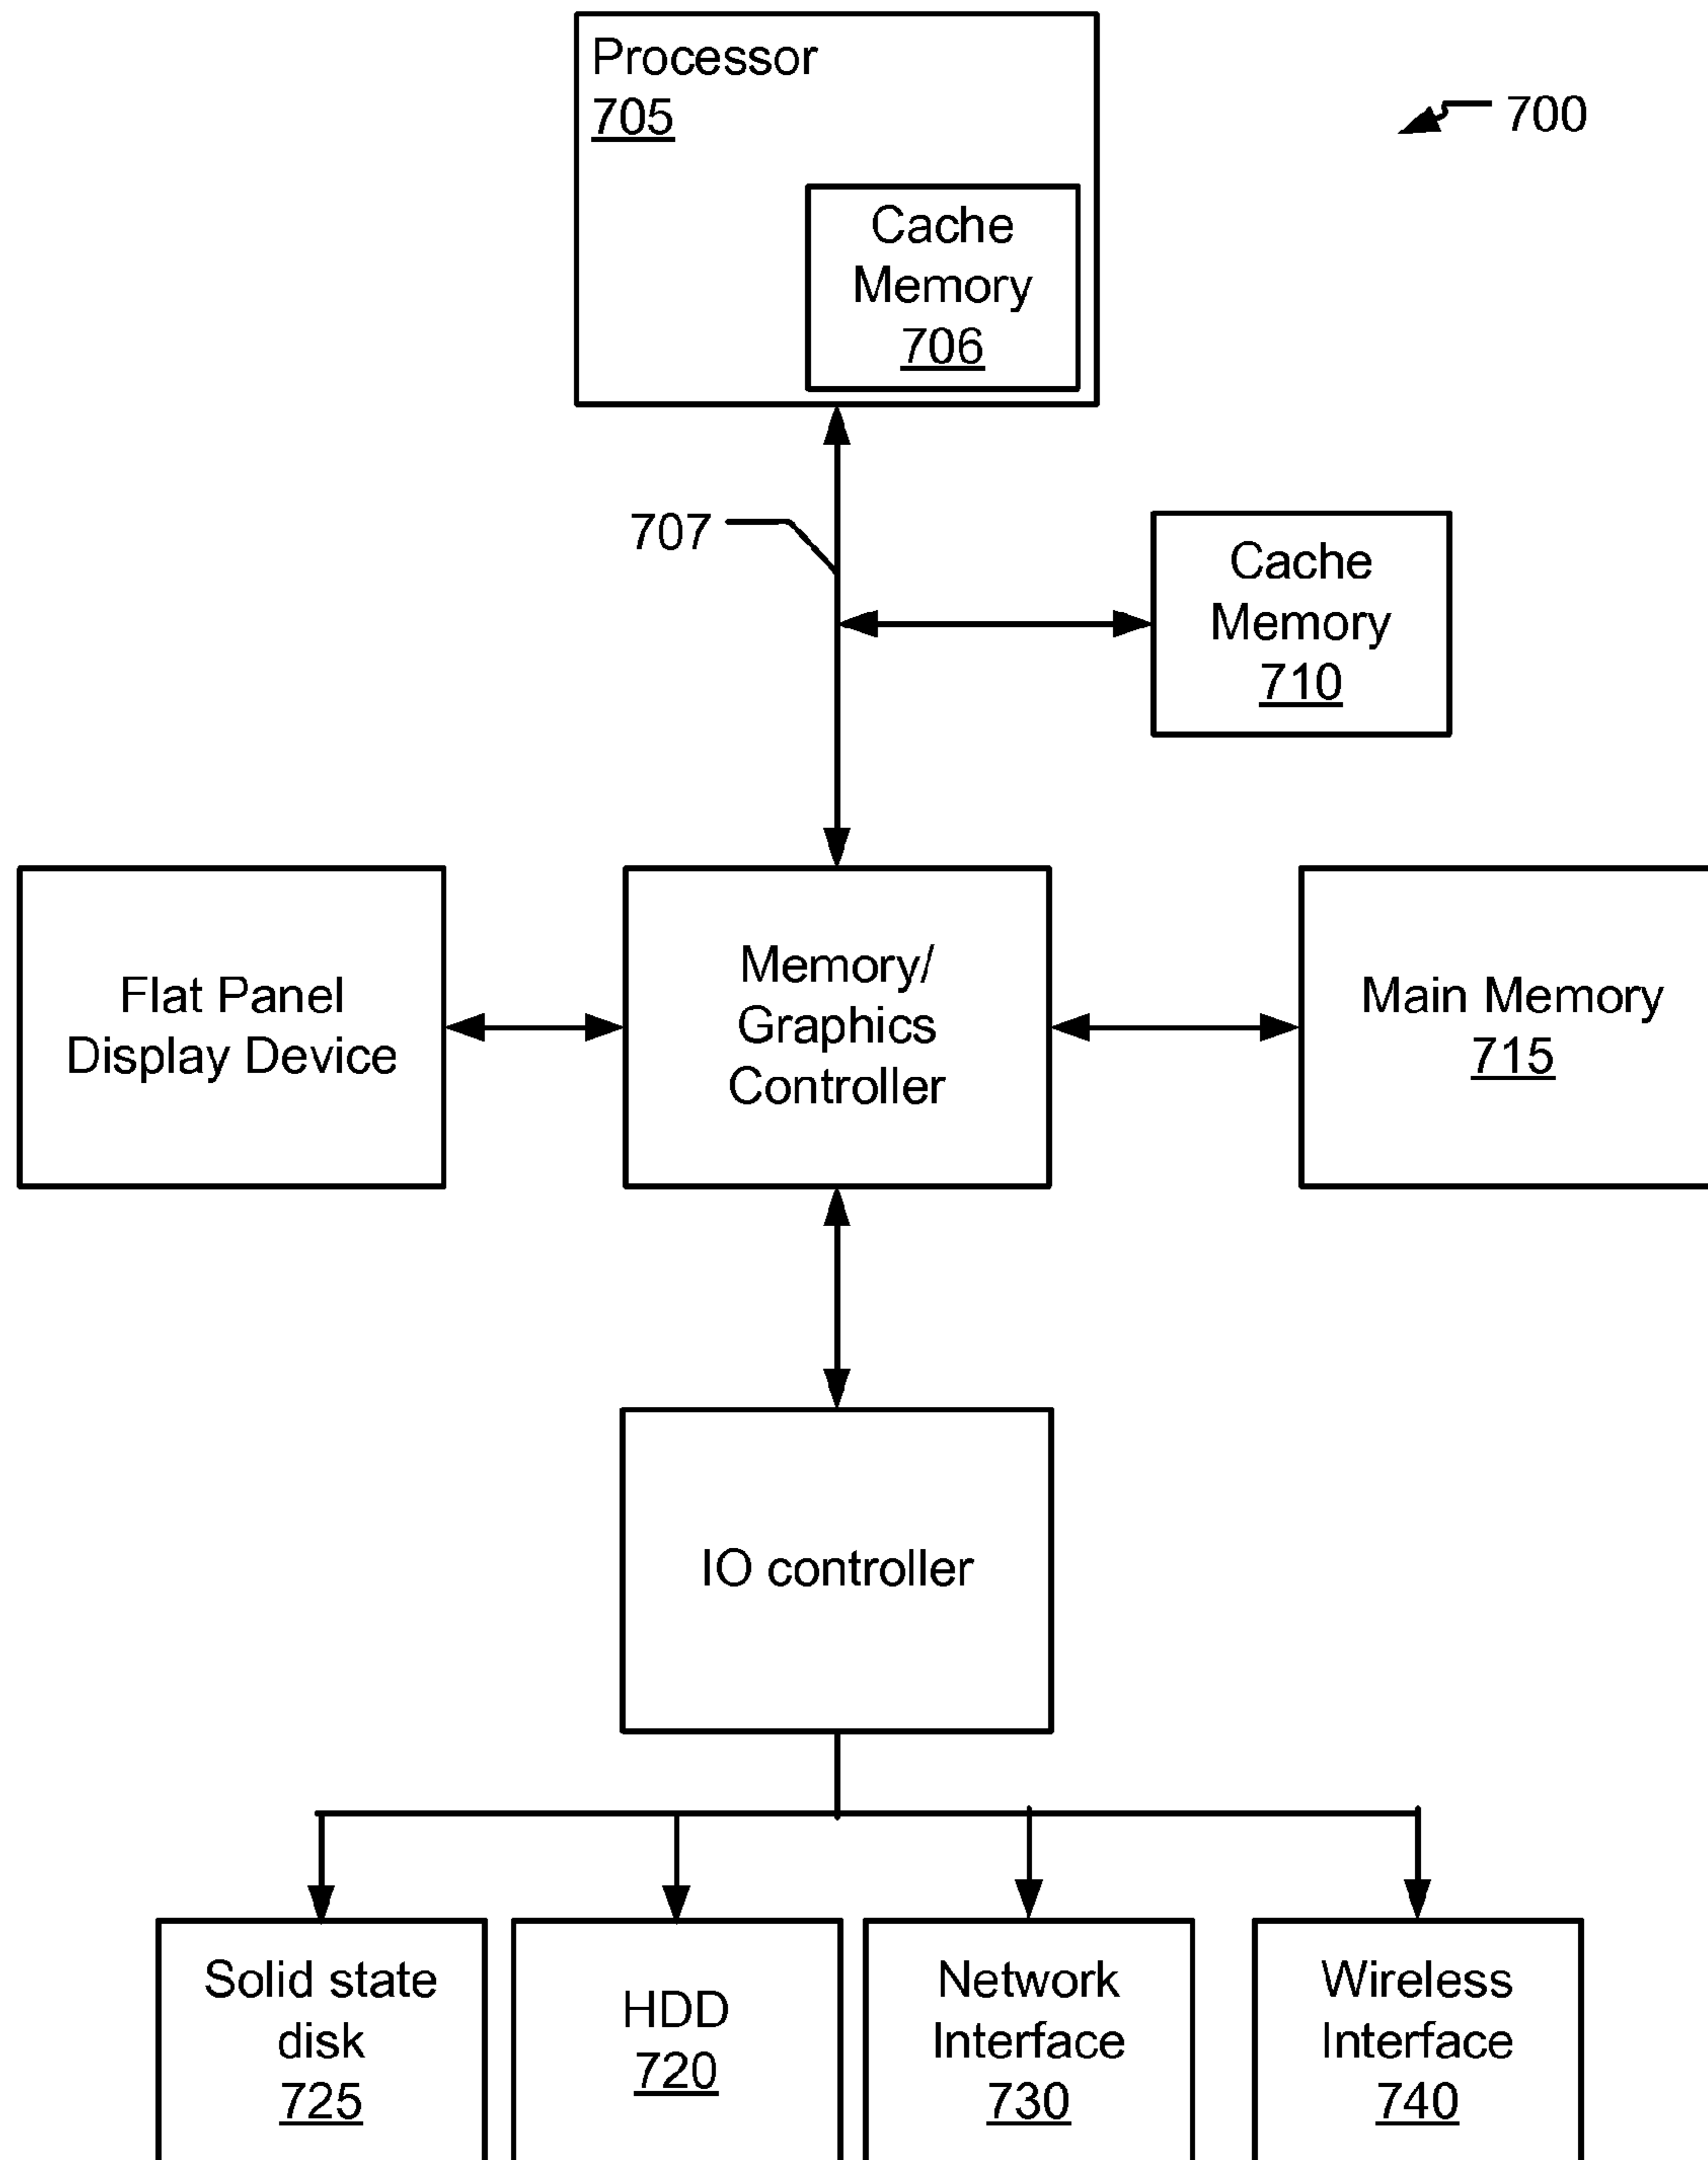 Processor
705
700
Cache
Memory
706
707
Cache
Memory
710
Flat Panel
Display Device
Memory/
Graphics
Controller
Main Memory
715
IO controller
Solid state
disk
725
HDD
720
Network
Interface
730
Wireless
Interface
740